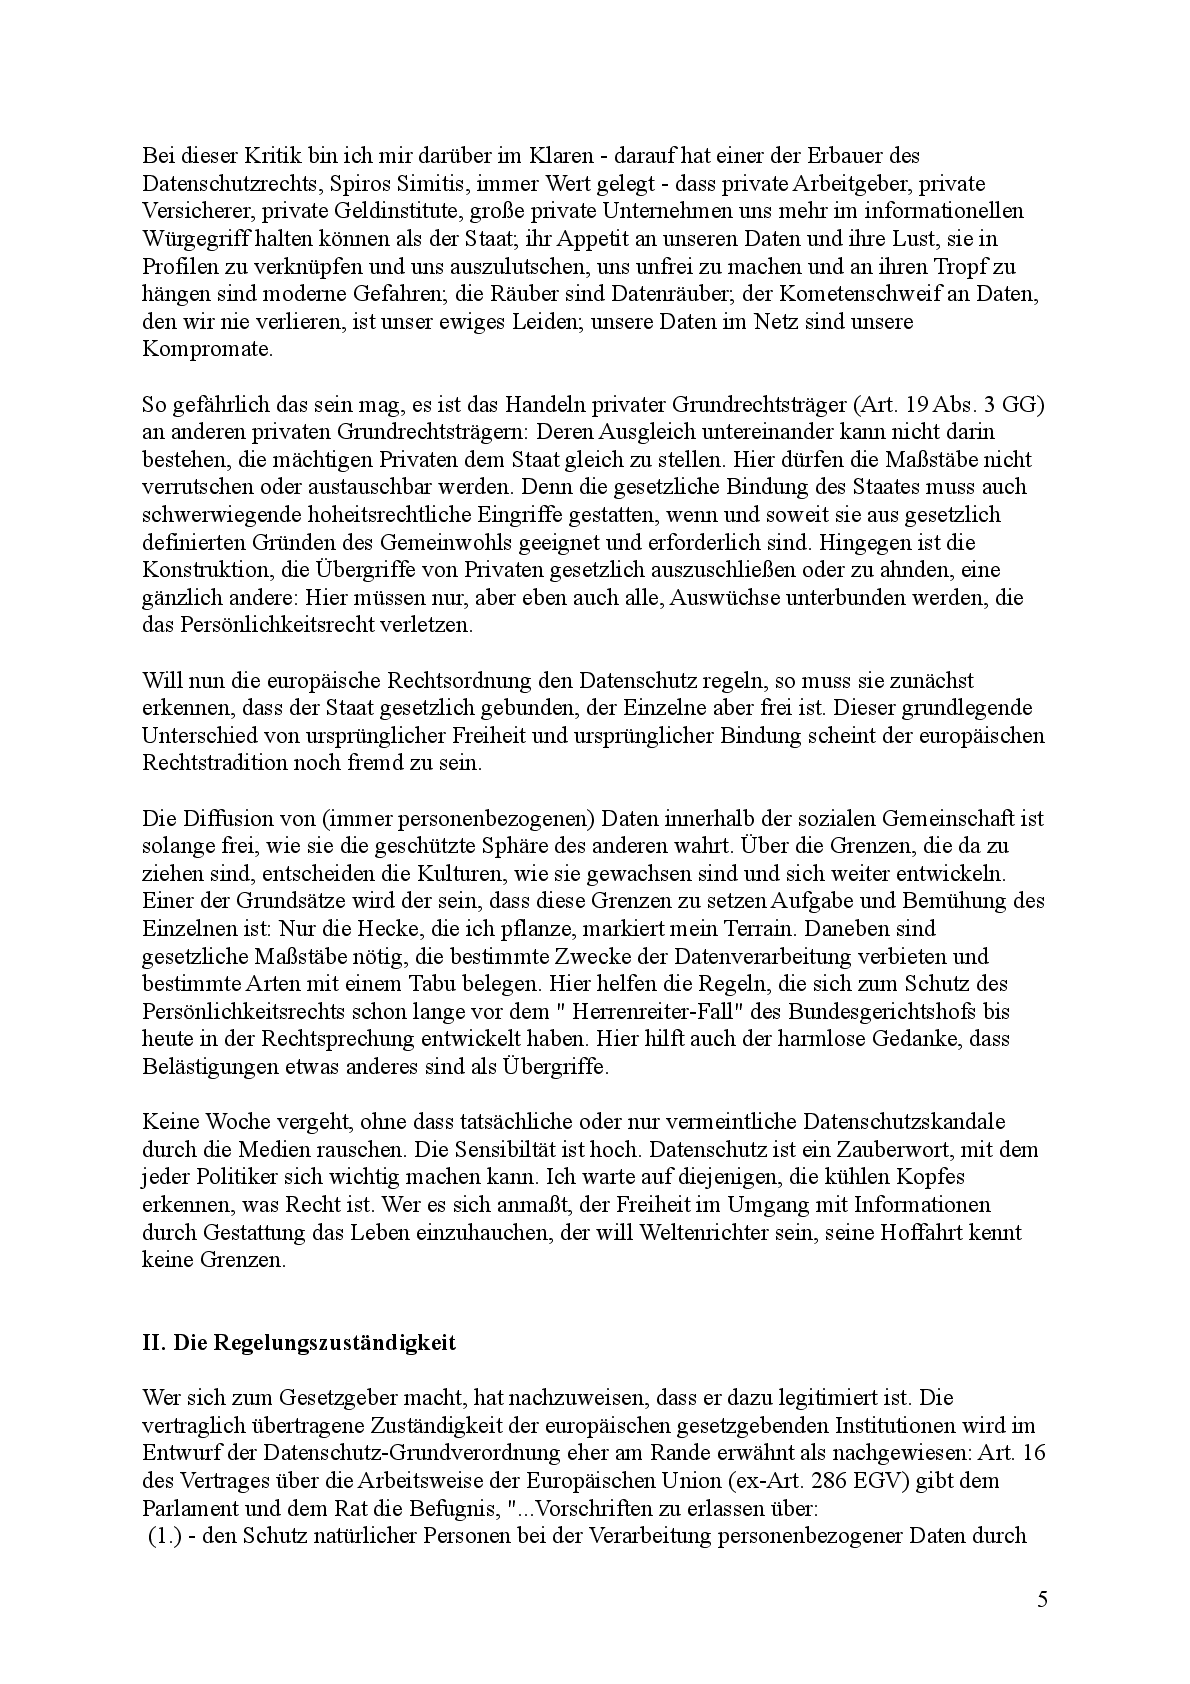 Bei dieser Kritik bin ich mir darüber im Klaren - darauf hat einer der Erbauer des
Datenschutzrechts, Spiros Simitis, immer Wert gelegt - dass private Arbeitgeber, private
Versicherer, private Geldinstitute, große private Unternehmen uns mehr im informationellen
Würgegriff halten können als der Staat; ihr Appetit an unseren Daten und ihre Lust, sie in
Profilen zu verknüpfen und uns auszulutschen, uns unfrei zu machen und an ihren Tropf zu
hängen sind moderne Gefahren; die Räuber sind Datenräuber; der Kometenschweif an Daten,
den wir nie verlieren, ist unser ewiges Leiden; unsere Daten im Netz sind unsere
Kompromate.
So gefährlich das sein mag, es ist das Handeln privater Grundrechtsträger (Art. 19 Abs. 3 GG)
an anderen privaten Grundrechtsträgern: Deren Ausgleich untereinander kann nicht darin
bestehen, die mächtigen Privaten dem Staat gleich zu stellen. Hier dürfen die Maßstäbe nicht
verrutschen oder austauschbar werden. Denn die gesetzliche Bindung des Staates muss auch
schwerwiegende hoheitsrechtliche Eingriffe gestatten, wenn und soweit sie aus gesetzlich
definierten Gründen des Gemeinwohls geeignet und erforderlich sind. Hingegen ist die
Konstruktion, die Übergriffe von Privaten gesetzlich auszuschließen oder zu ahnden, eine
gänzlich andere: Hier müssen nur, aber eben auch alle, Auswüchse unterbunden werden, die
das Persönlichkeitsrecht verletzen.
Will nun die europäische Rechtsordnung den Datenschutz regeln, so muss sie zunächst
erkennen, dass der Staat gesetzlich gebunden, der Einzelne aber frei ist. Dieser grundlegende
Unterschied von ursprünglicher Freiheit und ursprünglicher Bindung scheint der europäischen
Rechtstradition noch fremd zu sein.
Die Diffusion von (immer personenbezogenen) Daten innerhalb der sozialen Gemeinschaft ist
solange frei, wie sie die geschützte Sphäre des anderen wahrt. Über die Grenzen, die da zu
ziehen sind, entscheiden die Kulturen, wie sie gewachsen sind und sich weiter entwickeln.
Einer der Grundsätze wird der sein, dass diese Grenzen zu setzen Aufgabe und Bemühung des
Einzelnen ist: Nur die Hecke, die ich pflanze, markiert mein Terrain. Daneben sind
gesetzliche Maßstäbe nötig, die bestimmte Zwecke der Datenverarbeitung verbieten und
bestimmte Arten mit einem Tabu belegen. Hier helfen die Regeln, die sich zum Schutz des
Persönlichkeitsrechts schon lange vor dem " Herrenreiter-Fall" des Bundesgerichtshofs bis
heute in der Rechtsprechung entwickelt haben. Hier hilft auch der harmlose Gedanke, dass
Belästigungen etwas anderes sind als Übergriffe.
Keine Woche vergeht, ohne dass tatsächliche oder nur vermeintliche Datenschutzskandale
durch die Medien rauschen. Die Sensibiltät ist hoch. Datenschutz ist ein Zauberwort, mit dem
jeder Politiker sich wichtig machen kann. Ich warte auf diejenigen, die kühlen Kopfes
erkennen, was Recht ist. Wer es sich anmaßt, der Freiheit im Umgang mit Informationen
durch Gestattung das Leben einzuhauchen, der will Weltenrichter sein, seine Hoffahrt kennt
keine Grenzen.
II. Die Regelungszuständigkeit
Wer sich zum Gesetzgeber macht, hat nachzuweisen, dass er dazu legitimiert ist. Die
vertraglich übertragene Zuständigkeit der europäischen gesetzgebenden Institutionen wird im
Entwurf der Datenschutz-Grundverordnung eher am Rande erwähnt als nachgewiesen: Art. 16
des Vertrages über die Arbeitsweise der Europäischen Union (ex-Art. 286 EGV) gibt dem
Parlament und dem Rat die Befugnis, "...Vorschriften zu erlassen über:
(1.) - den Schutz natürlicher Personen bei der Verarbeitung personenbezogener Daten durch
5